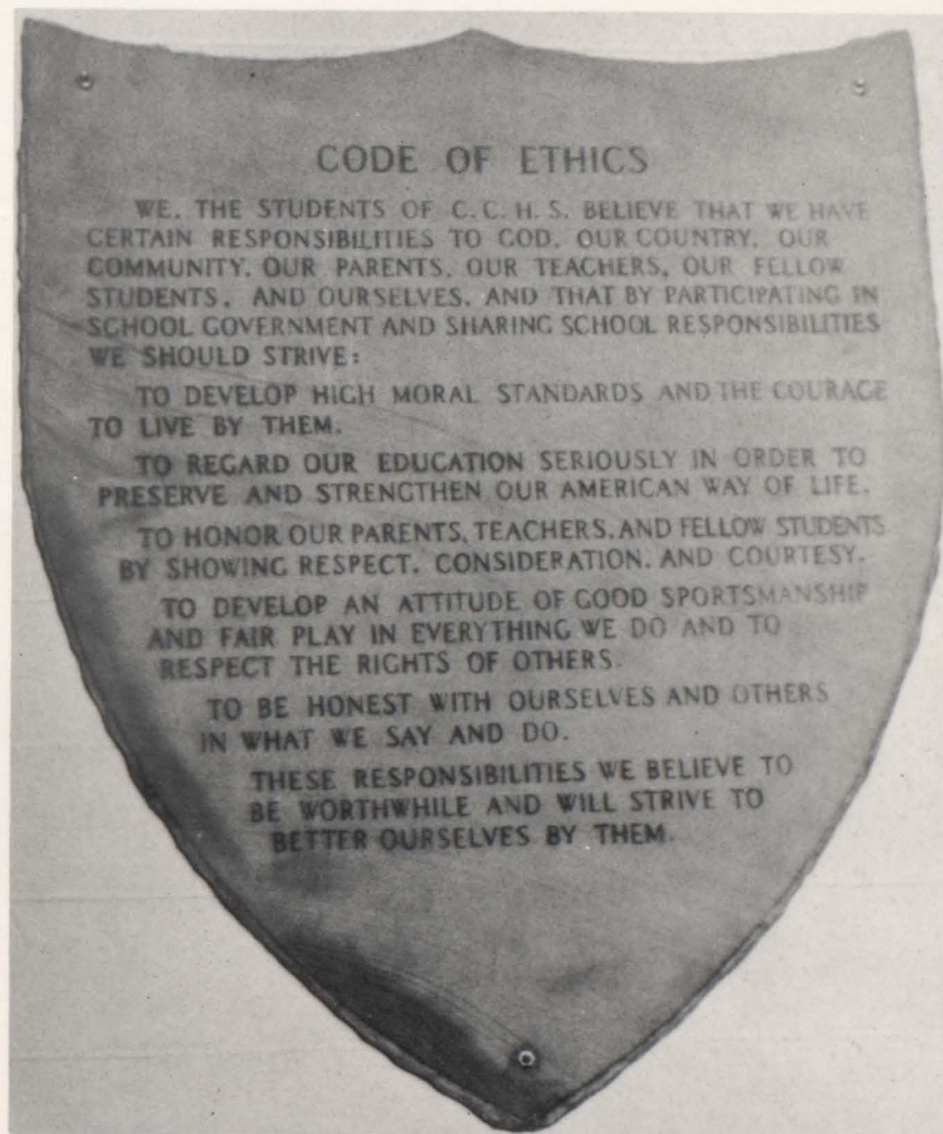 CODE OF ETHICS
WE, THE STUDENTS OF C.C.H.S. BELIEVE THAT WE HAVE
CERTAIN RESPONSIBILITIES TO GOD, OUR COUNTRY, OUR
COMMUNITY, OUR PARENTS, OUR TEACHERS, OUR FELLOW
STUDENTS, AND OURSELVES, AND THAT BY PARTICIPATING IN
SCHOOL GOVERNMENT AND SHARING SCHOOL RESPONSIBILITIES
WE SHOULD STRIVE:
TO DEVELOP HIGH MORAL STANDARDS AND THE COURAGE
TO LIVE BY THEM.
TO REGARD OUR EDUCATION SERIOUSLY IN ORDER TO
PRESERVE AND STRENGTHEN OUR AMERICAN WAY OF LIFE.
TO HONOR OUR PARENTS, TEACHERS, AND FELLOW STUDENTS
BY SHOWING RESPECT, CONSIDERATION, AND COURTESY.
TO DEVELOP AN ATTITUDE OF GOOD SPORTSMANSHIP
AND FAIR PLAY IN EVERYTHING WE DO AND TO
RESPECT THE RIGHTS OF OTHERS.
TO BE HONEST WITH OURSELVES AND OTHERS
IN WHAT WE SAY AND DO.
THESE RESPONSIBILITIES WE BELIEVE TO
BE WORTHWHILE AND WILL STRIVE TO
BETTER OURSELVES BY THEM.